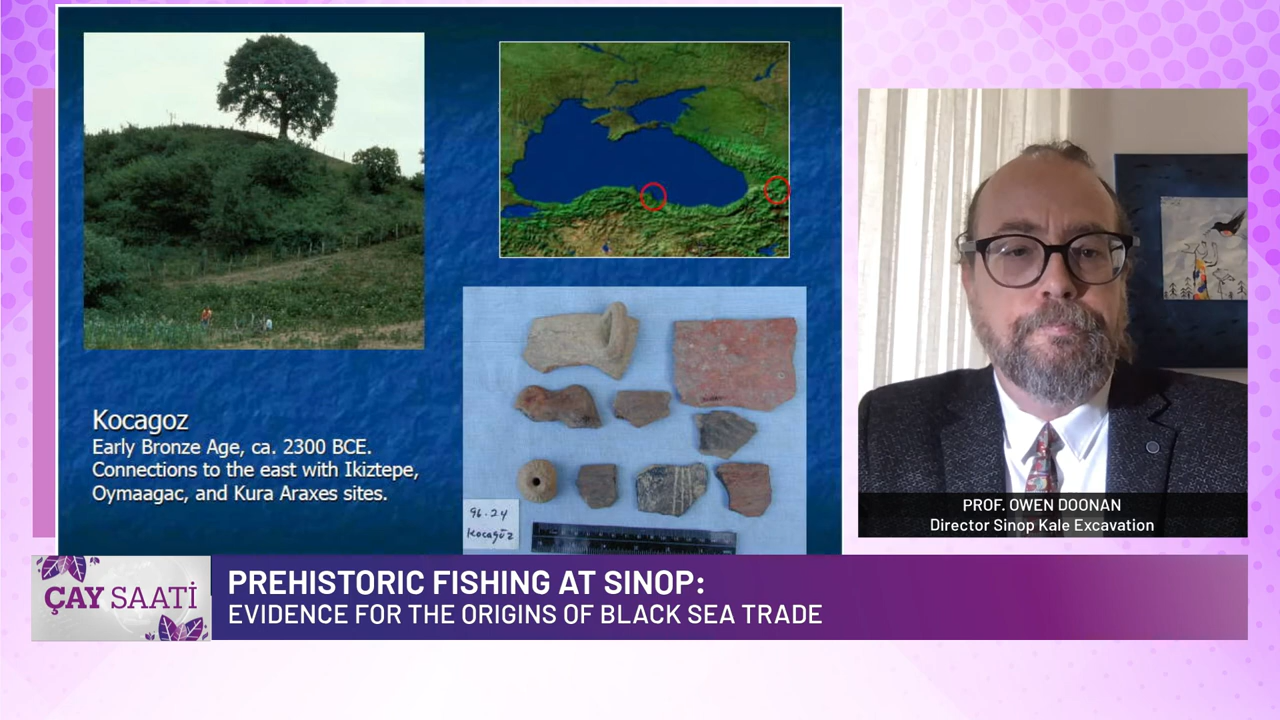 Kocagoz
Early Bronze Age, ca. 2300 BCE.
Connections to the east with Ikiztepe,
Oymaagac, and Kura Araxes sites.
96.24
Kocagöz
PROF. OWEN DOONAN
Director Sinop Kale Excavation
ÇAY SAATİ
PREHISTORIC FISHING AT SINOP:
EVIDENCE FOR THE ORIGINS OF BLACK SEA TRADE